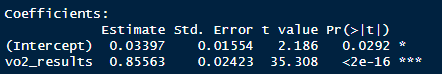 Coefficients:
Estimate Std. Error t value Pr(>|t|)
(Intercept) 0.03397 0.01554 2.186 0.0292 *
vo2_results 0.85563 0.02423 35.308 <2e-16 ***